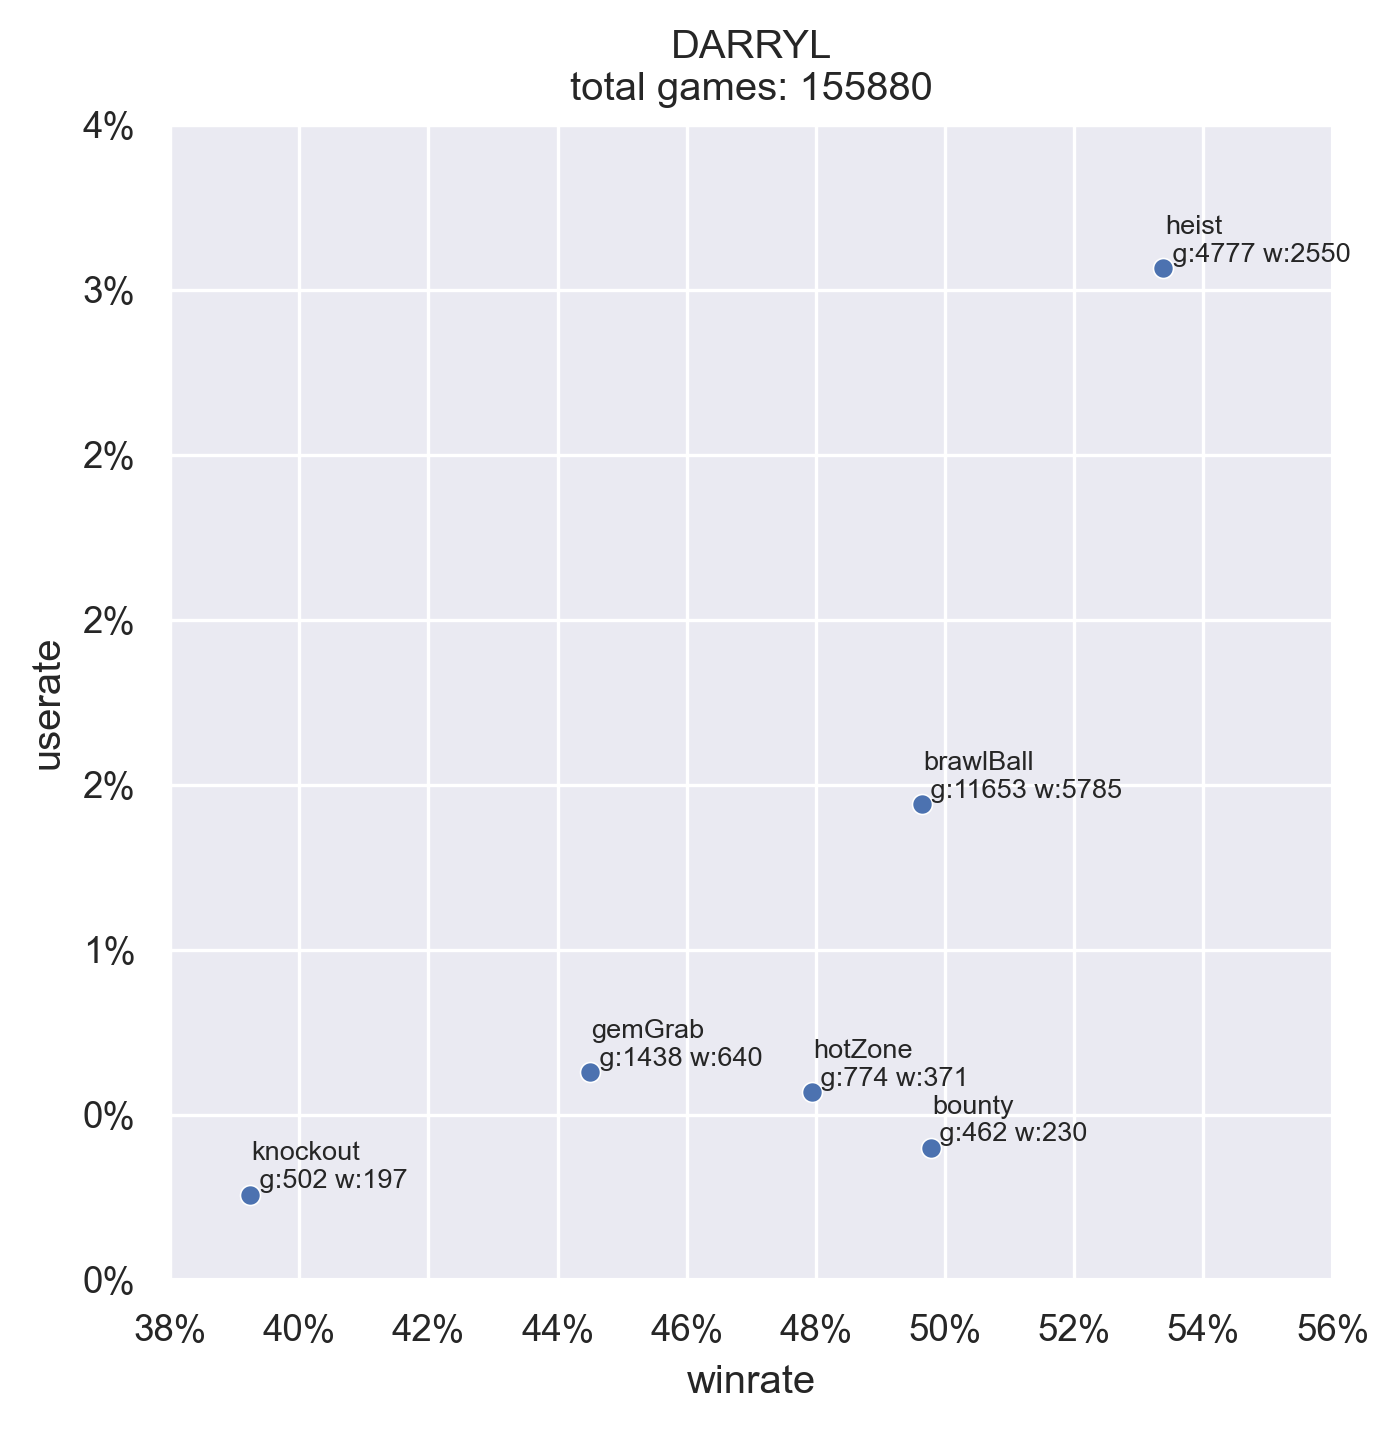 DARRYL
total games: 155880
4%
3%
2%
2%
2%
1%
0%
0%
userate
heist
g:4777 w:2550
brawlBall
g:11653 w:5785
gemGrab
g:1438 w:640
hotZone
g:774 w:371
bounty
g:462 w:230
knockout
g:502 w:197
38% 40% 42% 44% 46% 48% 50% 52% 54% 56%
winrate